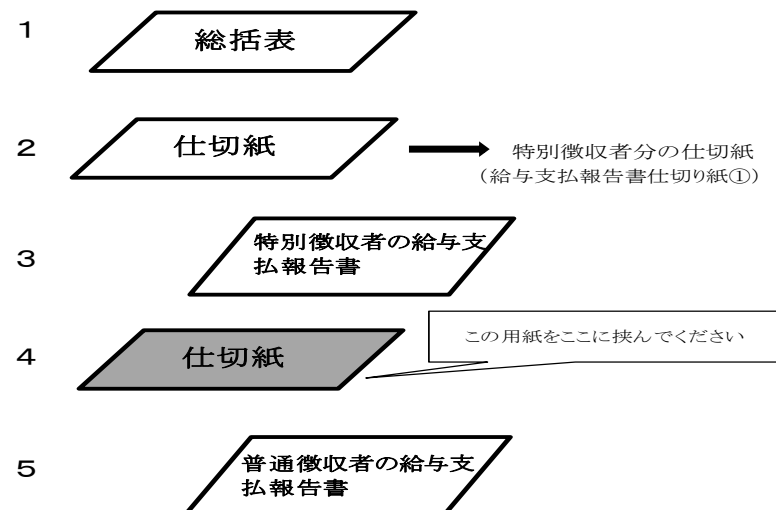 1
総括表
2
仕切紙
特別徴収者分の仕切紙
(給与支払報告書仕切り紙①)
3
特別徴収者の給与支
払報告書
4
仕切紙
この用紙をここに挟んでください
5
普通徴収者の給与支
払報告書